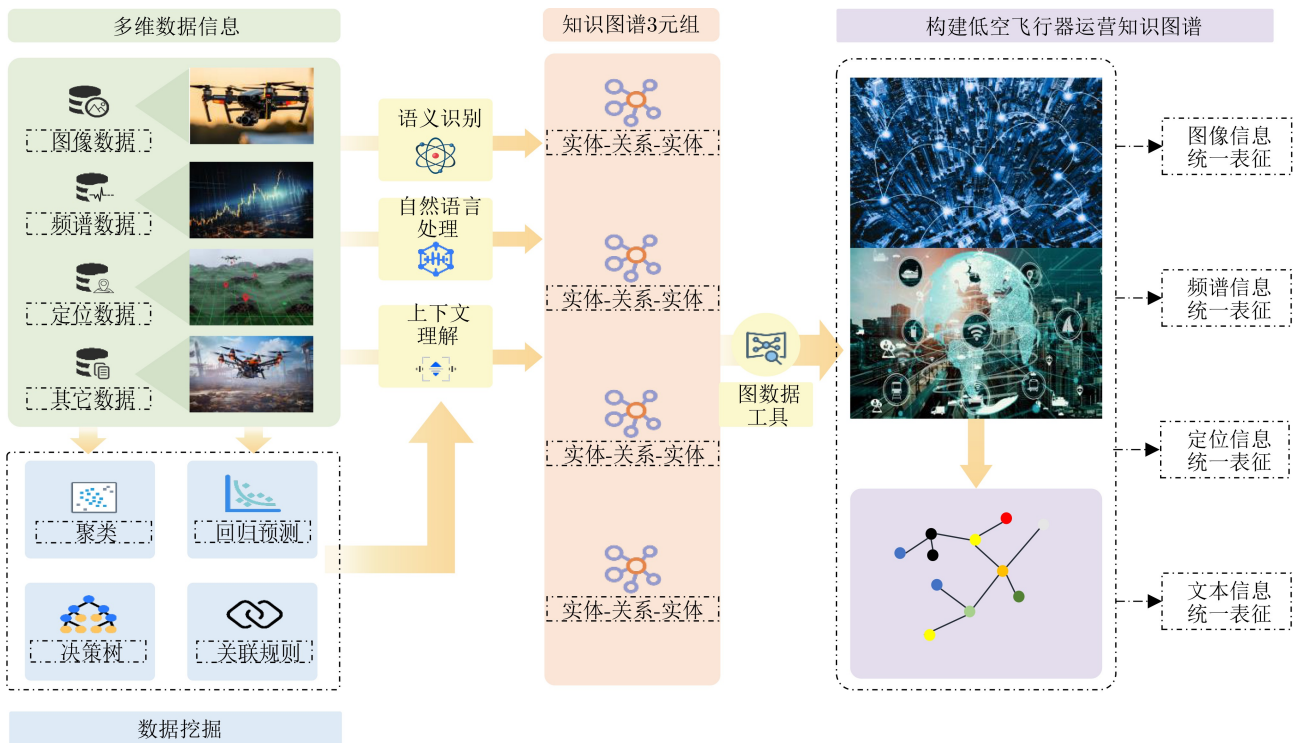 多维数据信息
知识图谱3元组
构建低空飞行器运营知识图谱
图像数据
频谱数据
定位数据
其它数据
语义识别
自然语言
处理
上下文
理解
实体-关系-实体
实体-关系-实体
实体-关系-实体
实体-关系-实体
图数据
工具
图像信息
统一表征
频谱信息
统一表征
定位信息
统一表征
文本信息
统一表征
聚类
回归预测
决策树
关联规则
数据挖掘